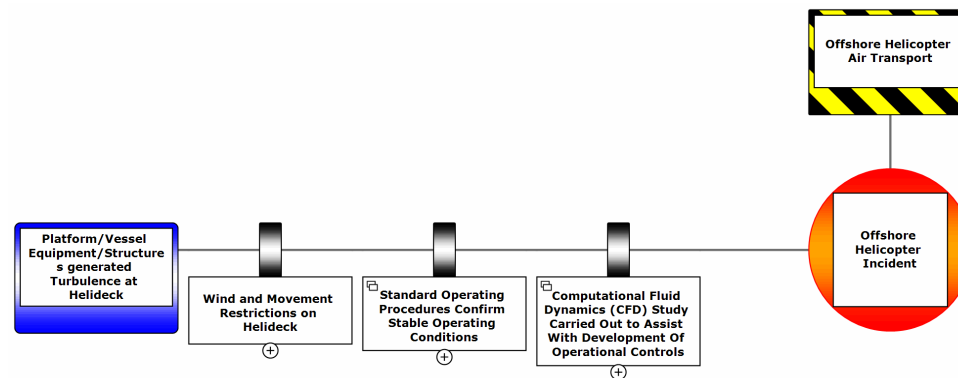 Offshore Helicopter
Air Transport
Platform/Vessel
Equipment/Structure
s generated
Turbulence at
Helideck
Wind and Movement
Restrictions on
Helideck
Standard Operating
Procedures Confirm
Stable Operating
Conditions
Computational Fluid
Dynamics (CFD) Study
Carried Out to Assist
With Development Of
Operational Controls
Offshore
Helicopter
Incident